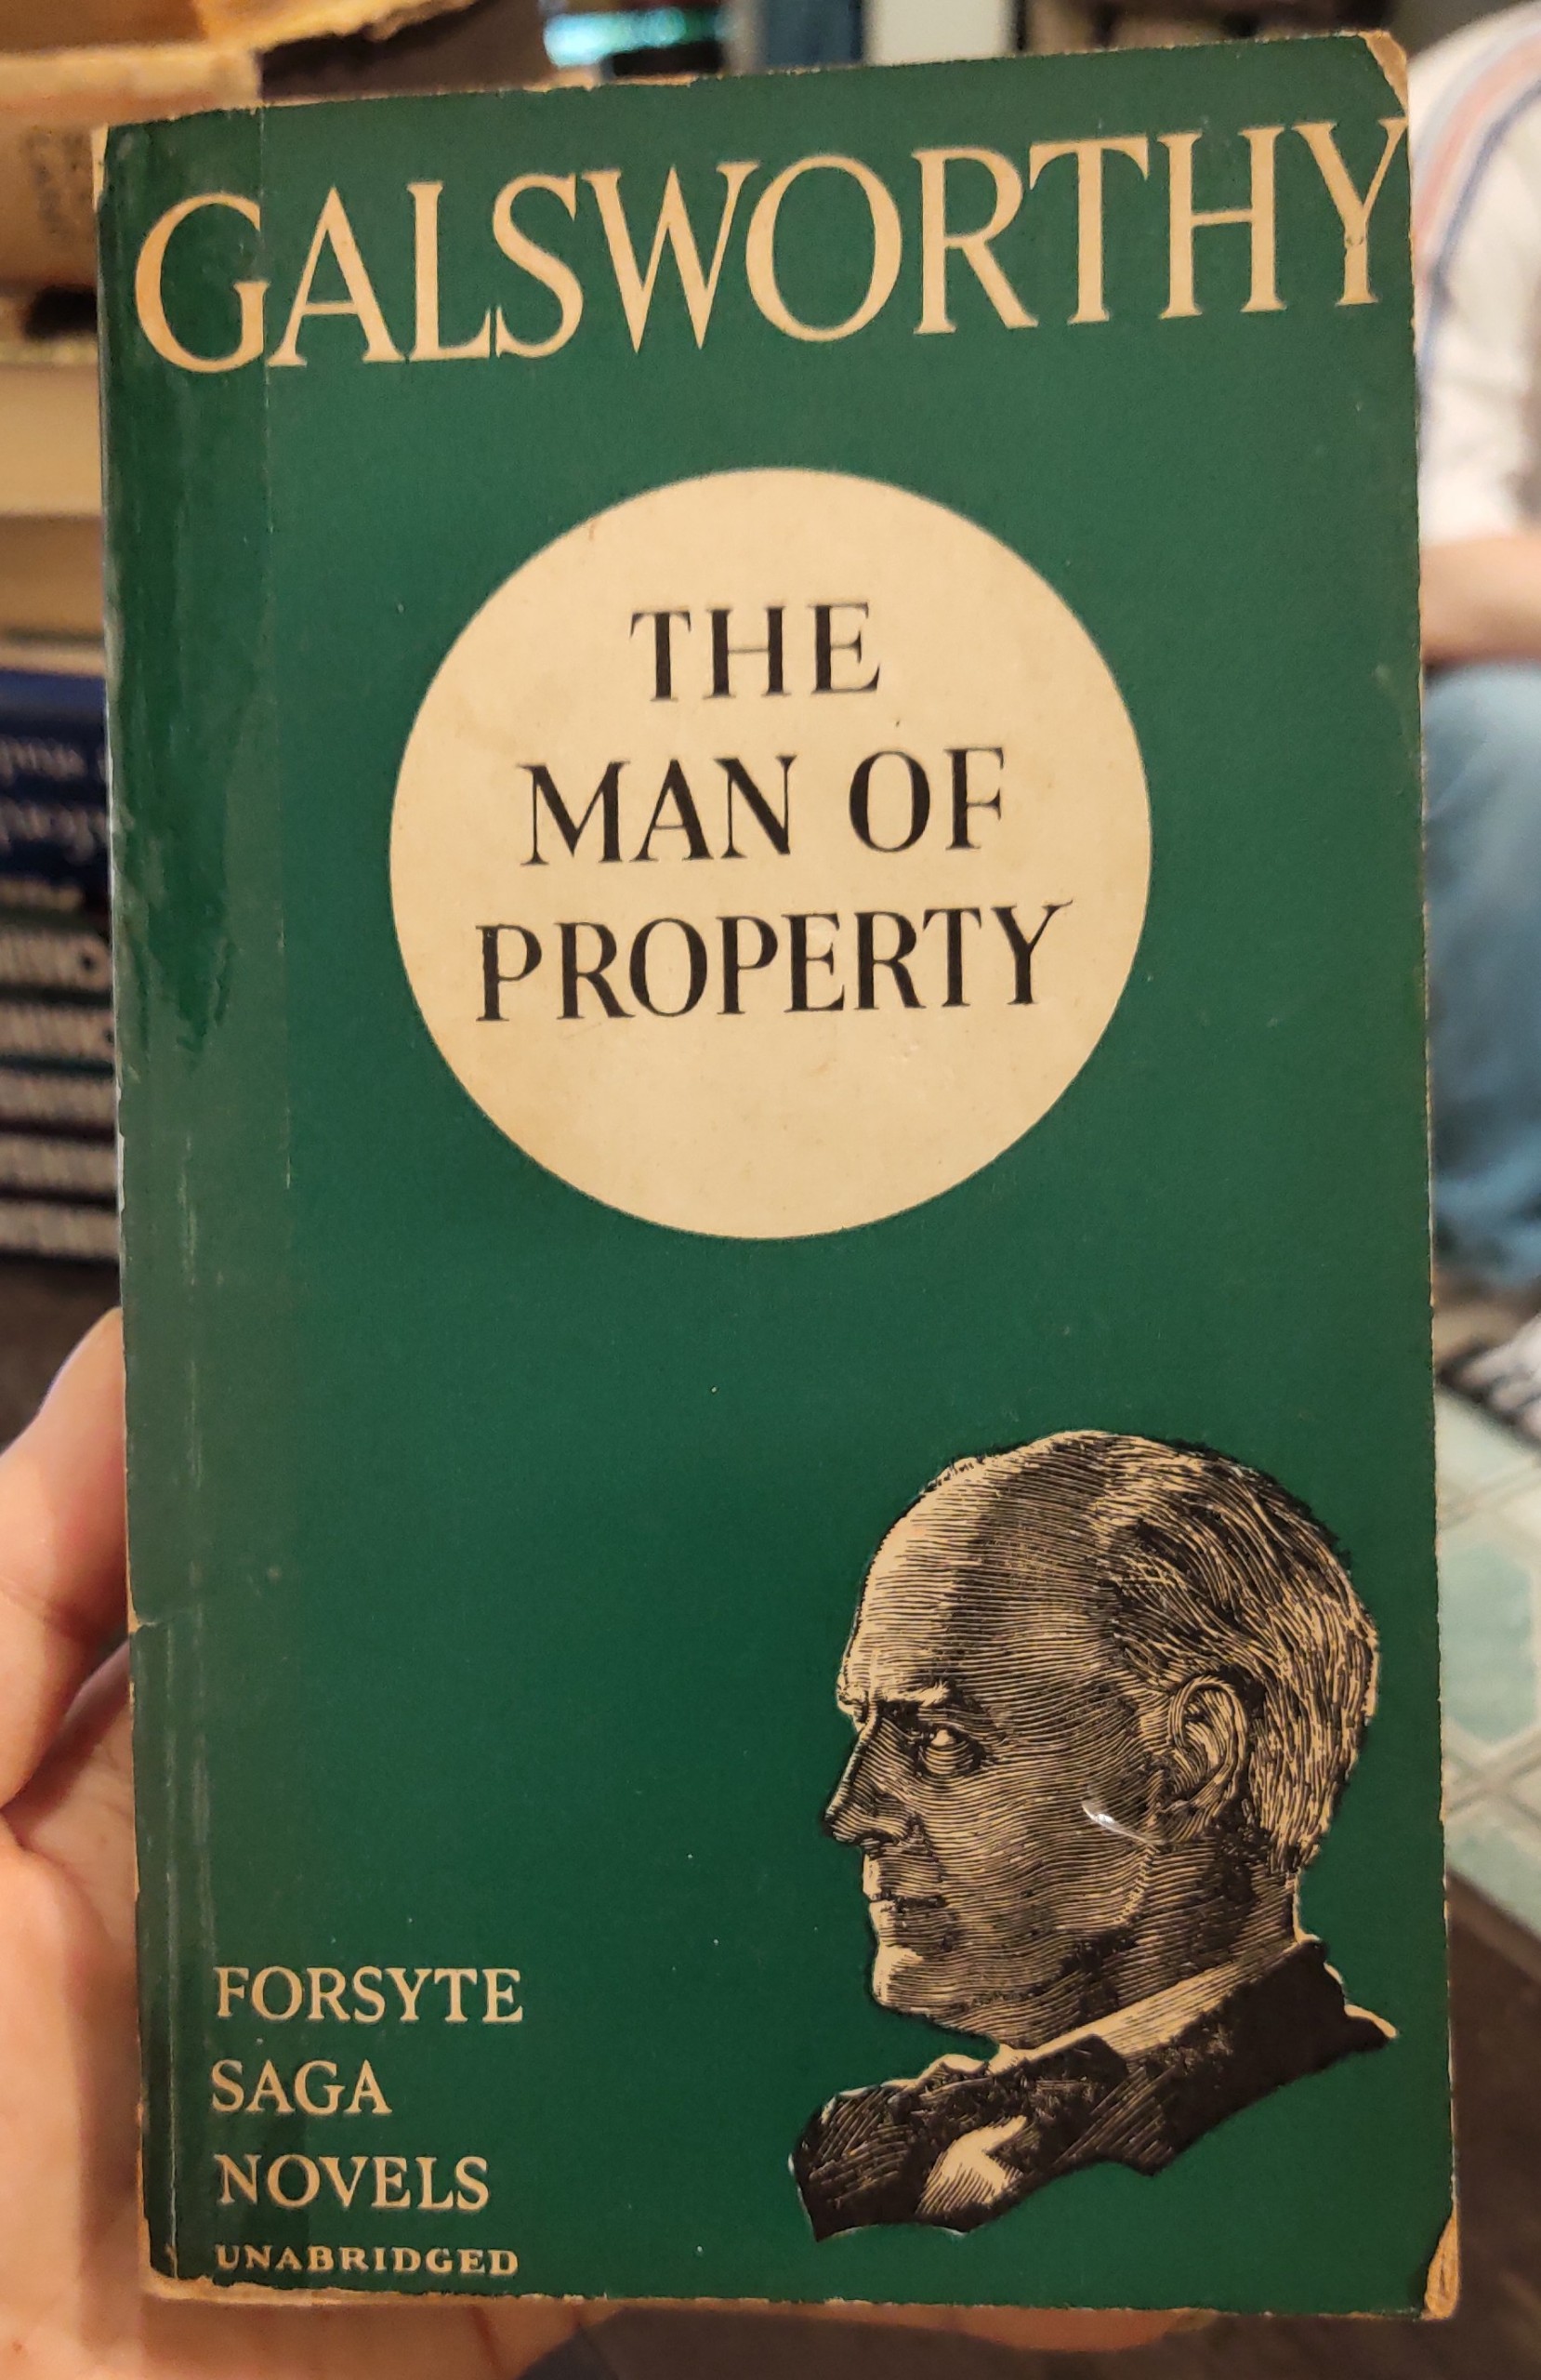 GALSWORTHY
THE
MAN OF
PROPERTY
FORSYTE
SAGA
NOVELS
UNABRIDGED